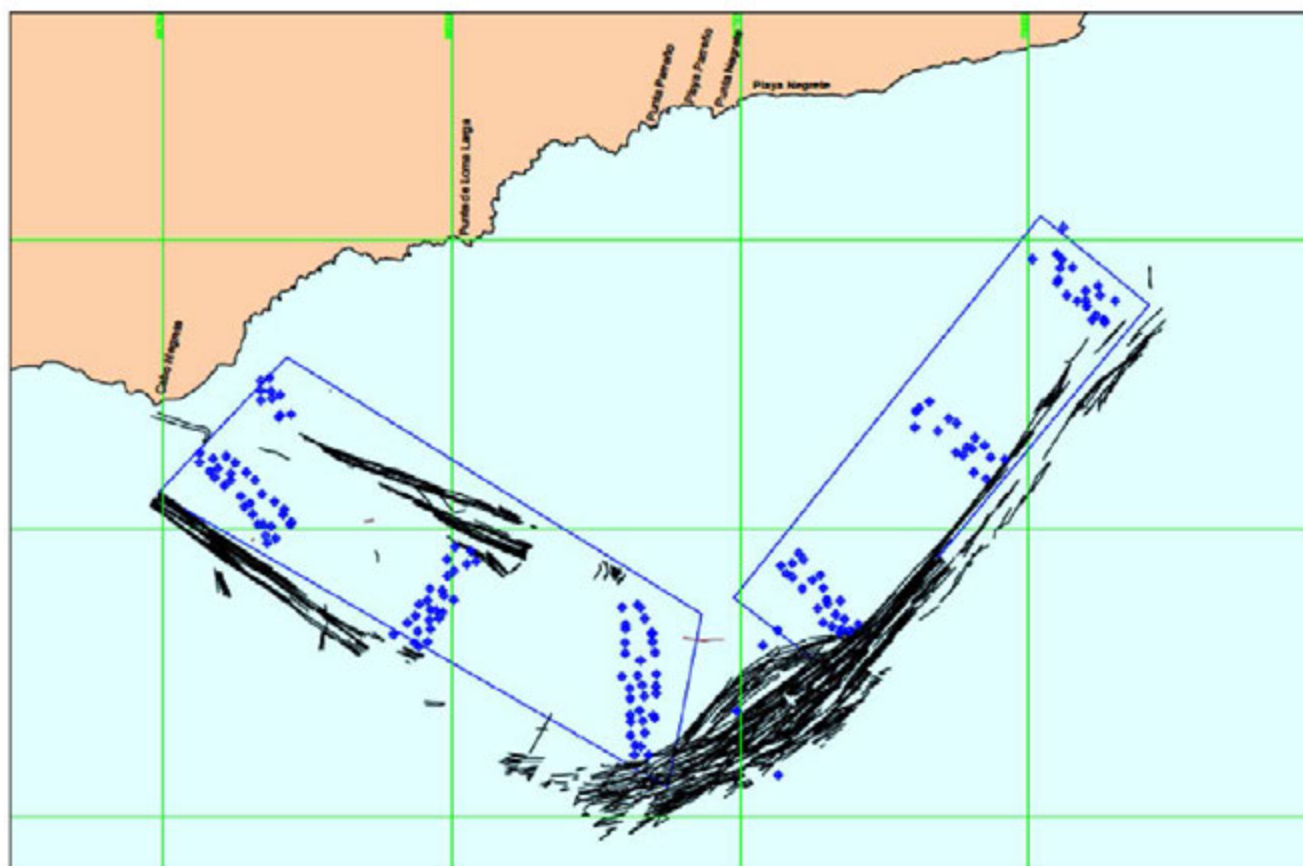 Cabo Negrete
Punta de Loma Larga
Punta Parreño
Playa Parreño
Punta Negrete
Playa Negrete